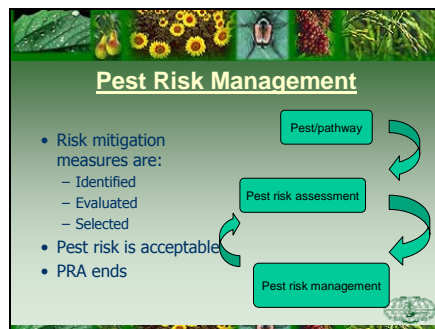 Pest Risk Management
• Risk mitigation
measures are:
– Identified
– Evaluated
– Selected
• Pest risk is acceptable
• PRA ends
Pest/pathway
Pest risk assessment
Pest risk management